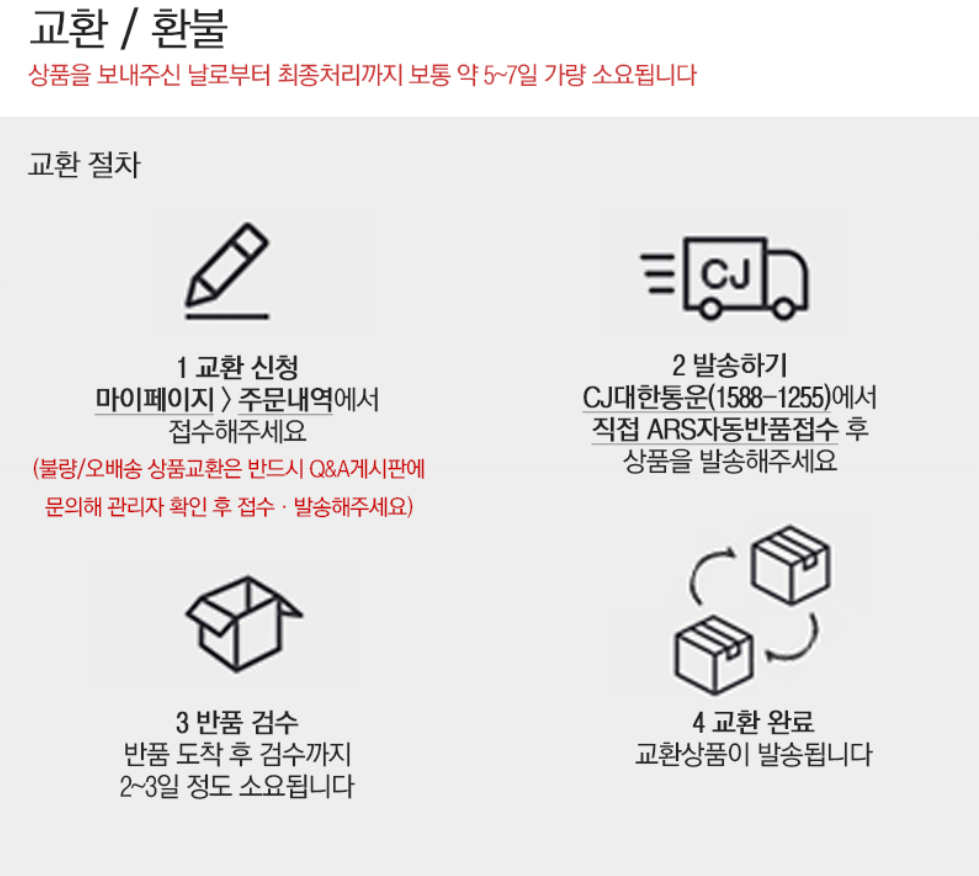 교환 / 환불
상품을 보내주신 날로부터 최종처리까지 보통 약 5~7일 가량 소요됩니다
교환 절차
1 교환 신청
마이페이지 > 주문내역에서
접수해주세요
(불량/오배송 상품교환은 반드시 Q&A게시판에
문의해 관리자 확인 후 접수 · 발송해주세요)
CJ
2 발송하기
CJ대한통운(1588-1255)에서
직접 ARS자동반품접수 후
상품을 발송해주세요
3 반품 검수
반품 도착 후 검수까지
2~3일 정도 소요됩니다
4 교환 완료
교환상품이 발송됩니다